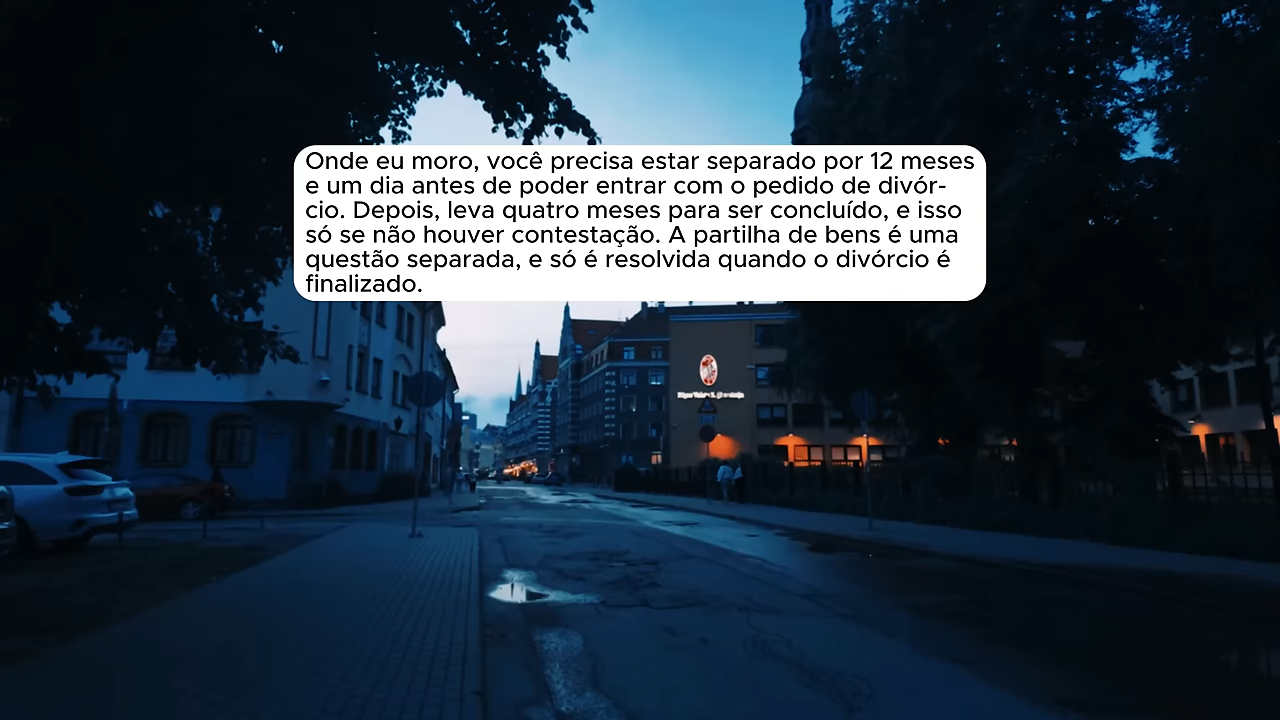 Onde eu moro, você precisa estar separado por 12 meses
e um dia antes de poder entrar com o pedido de divór-
cio. Depois, leva quatro meses para ser concluído, e isso
só se não houver contestação. A partilha de bens é uma
questão separada, e só é resolvida quando o divórcio é
finalizado.